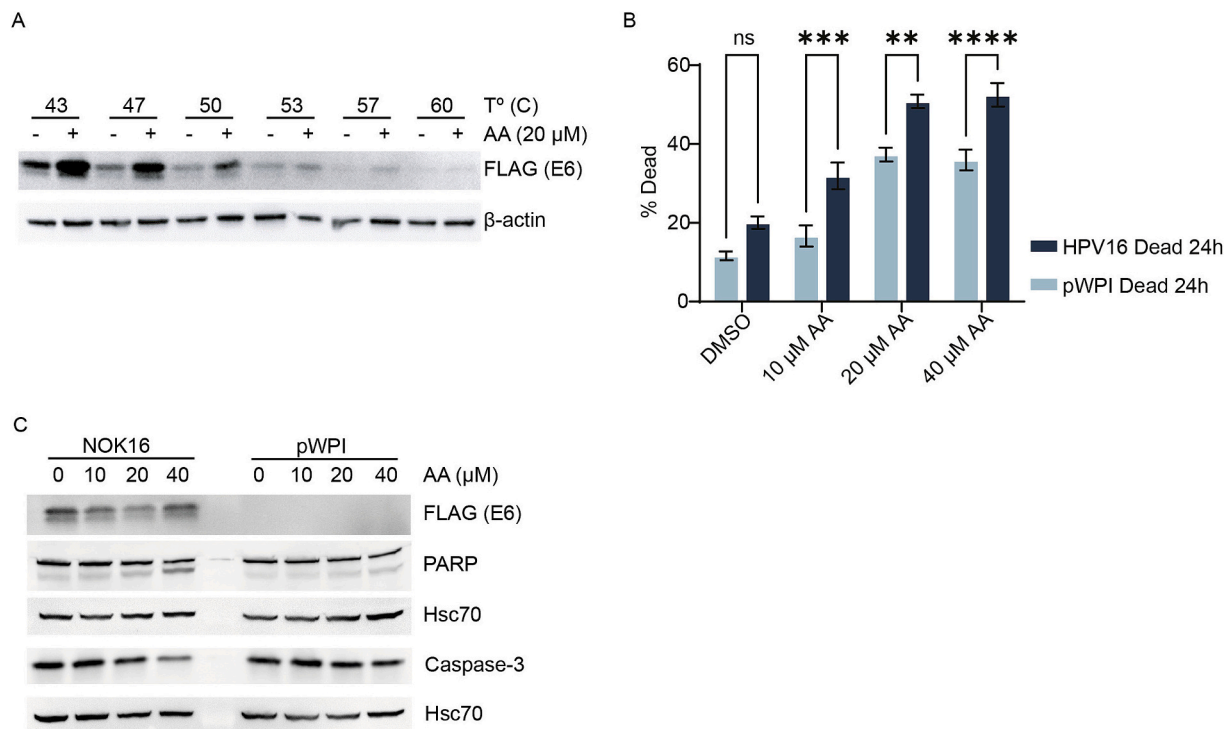 A
43 47 50 53 57 60 Tº (C)
- + - + - + - + - + - + AA (20 µM)
FLAG (E6)
β-actin
B
ns *** ** ****
60
40
20
0
% Dead
DMSO
10 µM AA
20 µM AA
40 µM AA
HPV16 Dead 24h
pWPI Dead 24h
C
NOK16 pWPI
0 10 20 40 0 10 20 40 AA (µM)
FLAG (E6)
PARP
Hsc70
Caspase-3
Hsc70